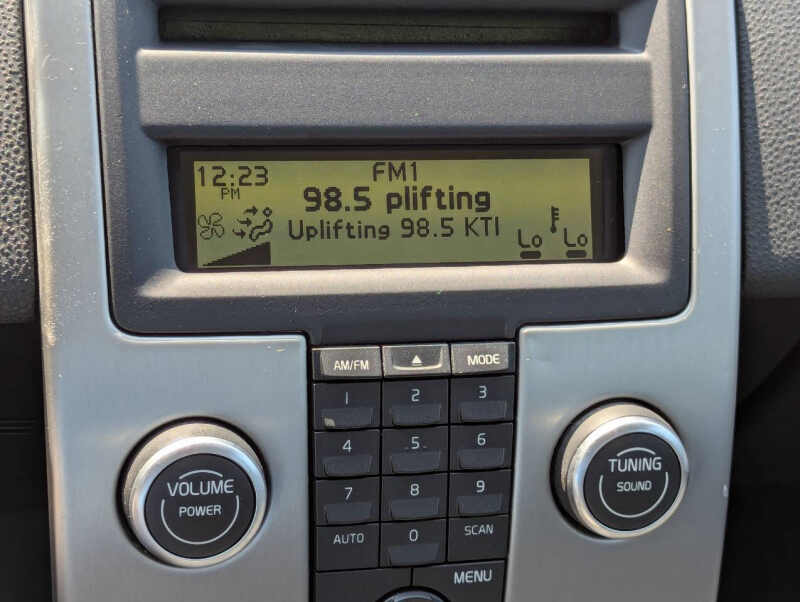 12:23 FM1
PM 98.5 plifting
Uplifting 98.5 KTI
Lo Lo
AM/FM MODE
1 2 3
4 5 6
7 8 9
AUTO 0 SCAN
MENU
VOLUME
POWER
TUNING
SOUND